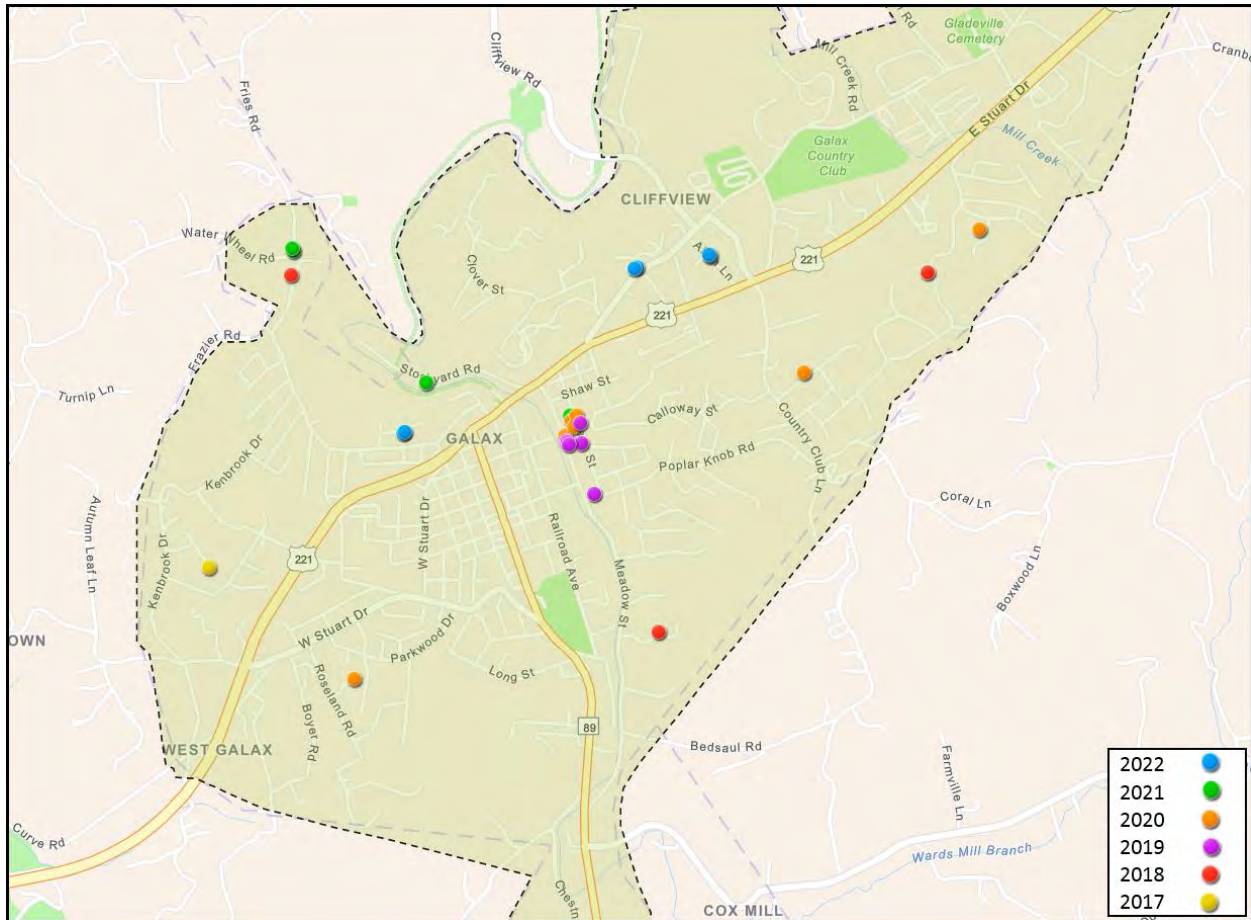 Gladeville
Cemetery
Cliffview Rd
Mill Creek Rd
Rd
Cranb
Fries Rd
E Stuart Dr
Mill Creek
Galax
Country
Club
CLIFFVIEW
Water Wheel Rd
Ln
Clover St
221
221
Frazier Rd
Stockyard Rd
Turnip Ln
Shaw St
Calloway St
GALAX
Country Club Ln
Kenbrook Dr
St
Poplar Knob Rd
Coral Ln
Autumn Leaf Ln
W Stuart Dr
Railroad Ave
Kenbrook Dr
221
Boxwood Ln
Meadow St
W Stuart Dr
Parkwood Dr
OWN
Long St
Roseland Rd
Boyer Rd
89
WEST GALAX
Bedsaul Rd
Farmville Ln
Curve Rd
Wards Mill Branch
Chestn
COX MILL
2022
2021
2020
2019
2018
2017